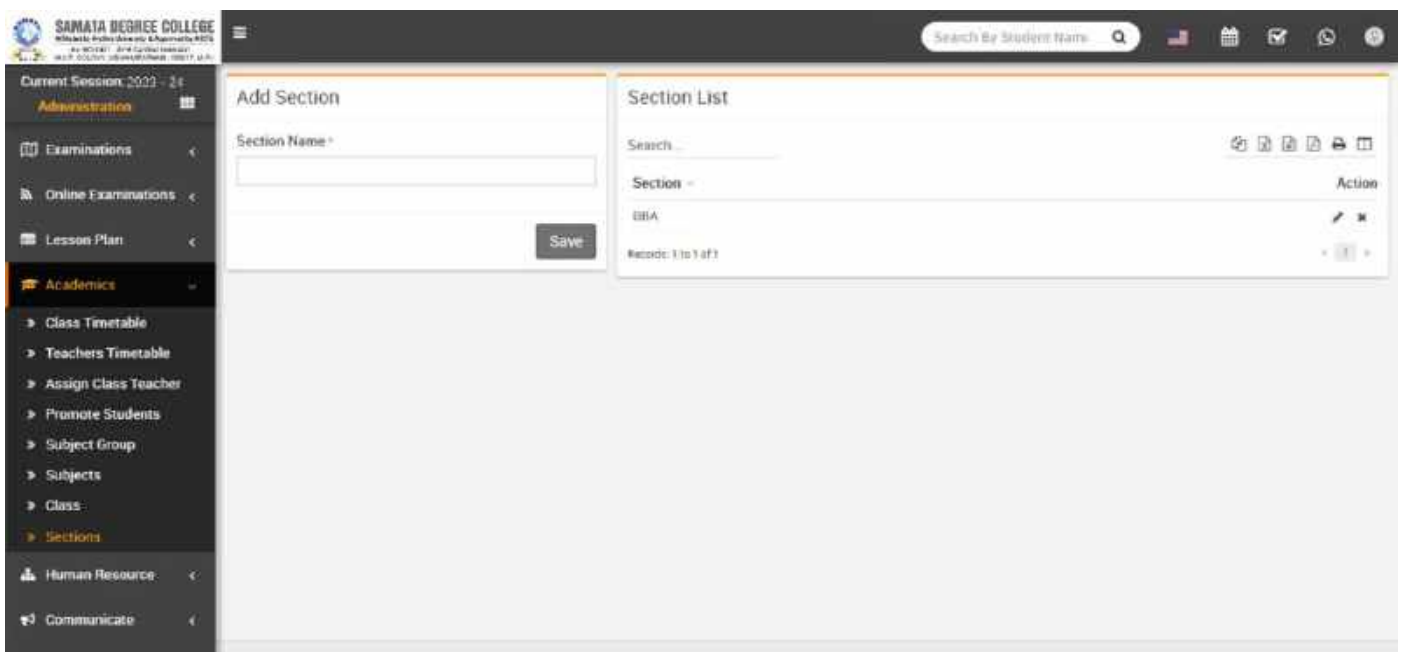 SAMATA DEGREE COLLEGE
Search By Student Name
Current Session: 2023 - 24
Administration
Examinations
Online Examinations
Lesson Plan
Academics
Class Timetable
Teachers Timetable
Assign Class Teacher
Promote Students
Subject Group
Subjects
Class
Sections
Human Resource
Communicate
Add Section
Section Name *
Save
Section List
Search...
Section
Action
Records: 1 to 1 of 1
1